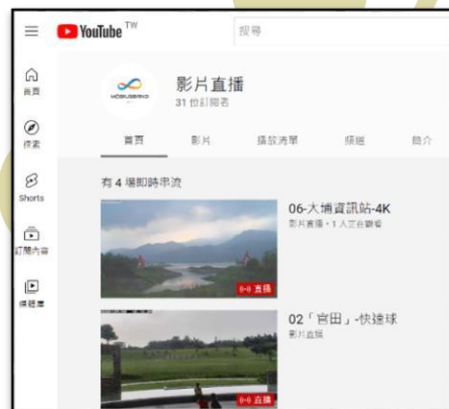 YouTube TW
搜尋
首頁
探索
Shorts
訂閱內容
媒體庫
影片直播
31 位訂閱者
首頁 影片 播放清單 頻道 簡介
有 4 場即時串流
06-大埔資訊站-4K
影片直播・1 人正在觀看
直播
02「官田」-快速球
影片直播
直播